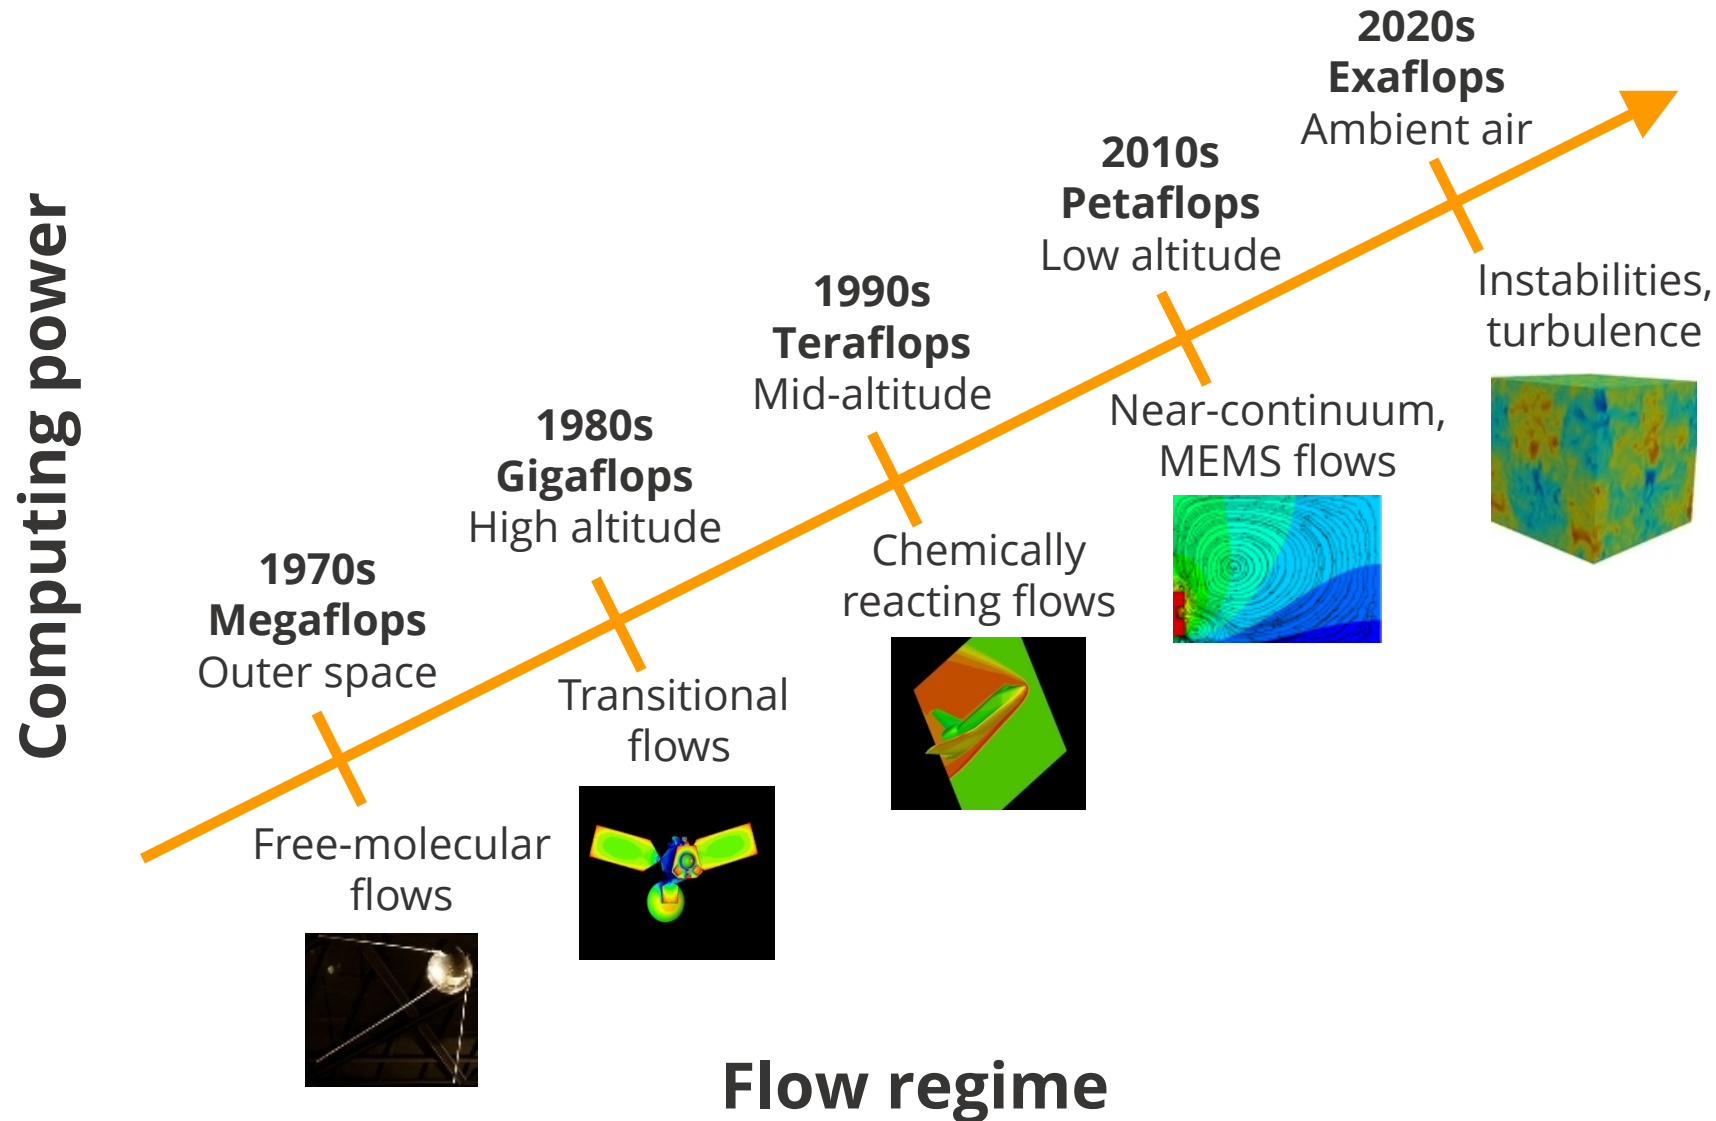 Computing power
1970s
Megaflops
Outer space
Free-molecular
flows
1980s
Gigaflops
High altitude
Transitional
flows
1990s
Teraflops
Mid-altitude
Chemically
reacting flows
2010s
Petaflops
Low altitude
Near-continuum,
MEMS flows
2020s
Exaflops
Ambient air
Instabilities,
turbulence
Flow regime